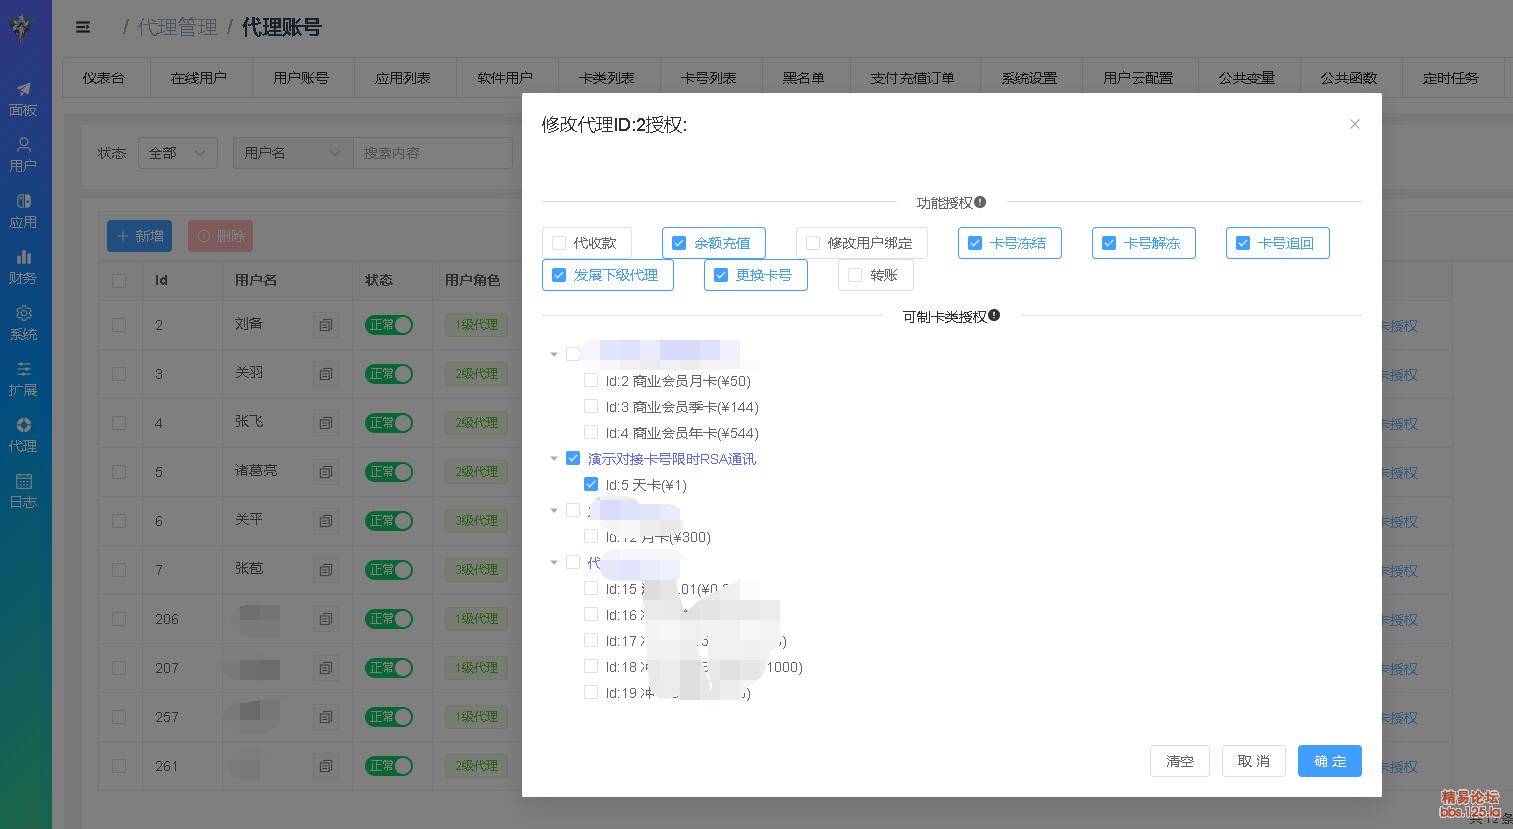 / 代理管理 / 代理账号
面板
用户
应用
财务
系统
扩展
代理
日志
仪表台 在线用户 用户账号 应用列表 软件用户 卡类列表 卡号列表 黑名单 支付充值订单 系统设置 用户云配置 公共变量 公共函数 定时任务
状态 全部 用户名 搜索内容
+ 新增 删除
Id 用户名 状态 用户角色
2 刘备 正常 1级代理 卡授权
3 关羽 正常 2级代理 卡授权
4 张飞 正常 2级代理 卡授权
5 诸葛亮 正常 2级代理 卡授权
6 关平 正常 3级代理 卡授权
7 张苞 正常 3级代理 卡授权
206 正常 1级代理 卡授权
207 正常 1级代理 卡授权
257 正常 1级代理 卡授权
261 正常 2级代理 卡授权
修改代理ID:2授权:
功能授权
代收款 余额充值 修改用户绑定 卡号冻结 卡号解冻 卡号追回
发展下级代理 更换卡号 转账
可制卡类授权
Id:2 商业会员月卡(¥50)
Id:3 商业会员季卡(¥144)
Id:4 商业会员年卡(¥544)
演示对接卡号限时RSA通讯
Id:5 天卡(¥1)
Id:12 月卡(¥300)
代
Id:15
Id:16
Id:17
Id:18 1000)
Id:19
清空 取消 确定
精易论坛
bbs.125.la
共12条